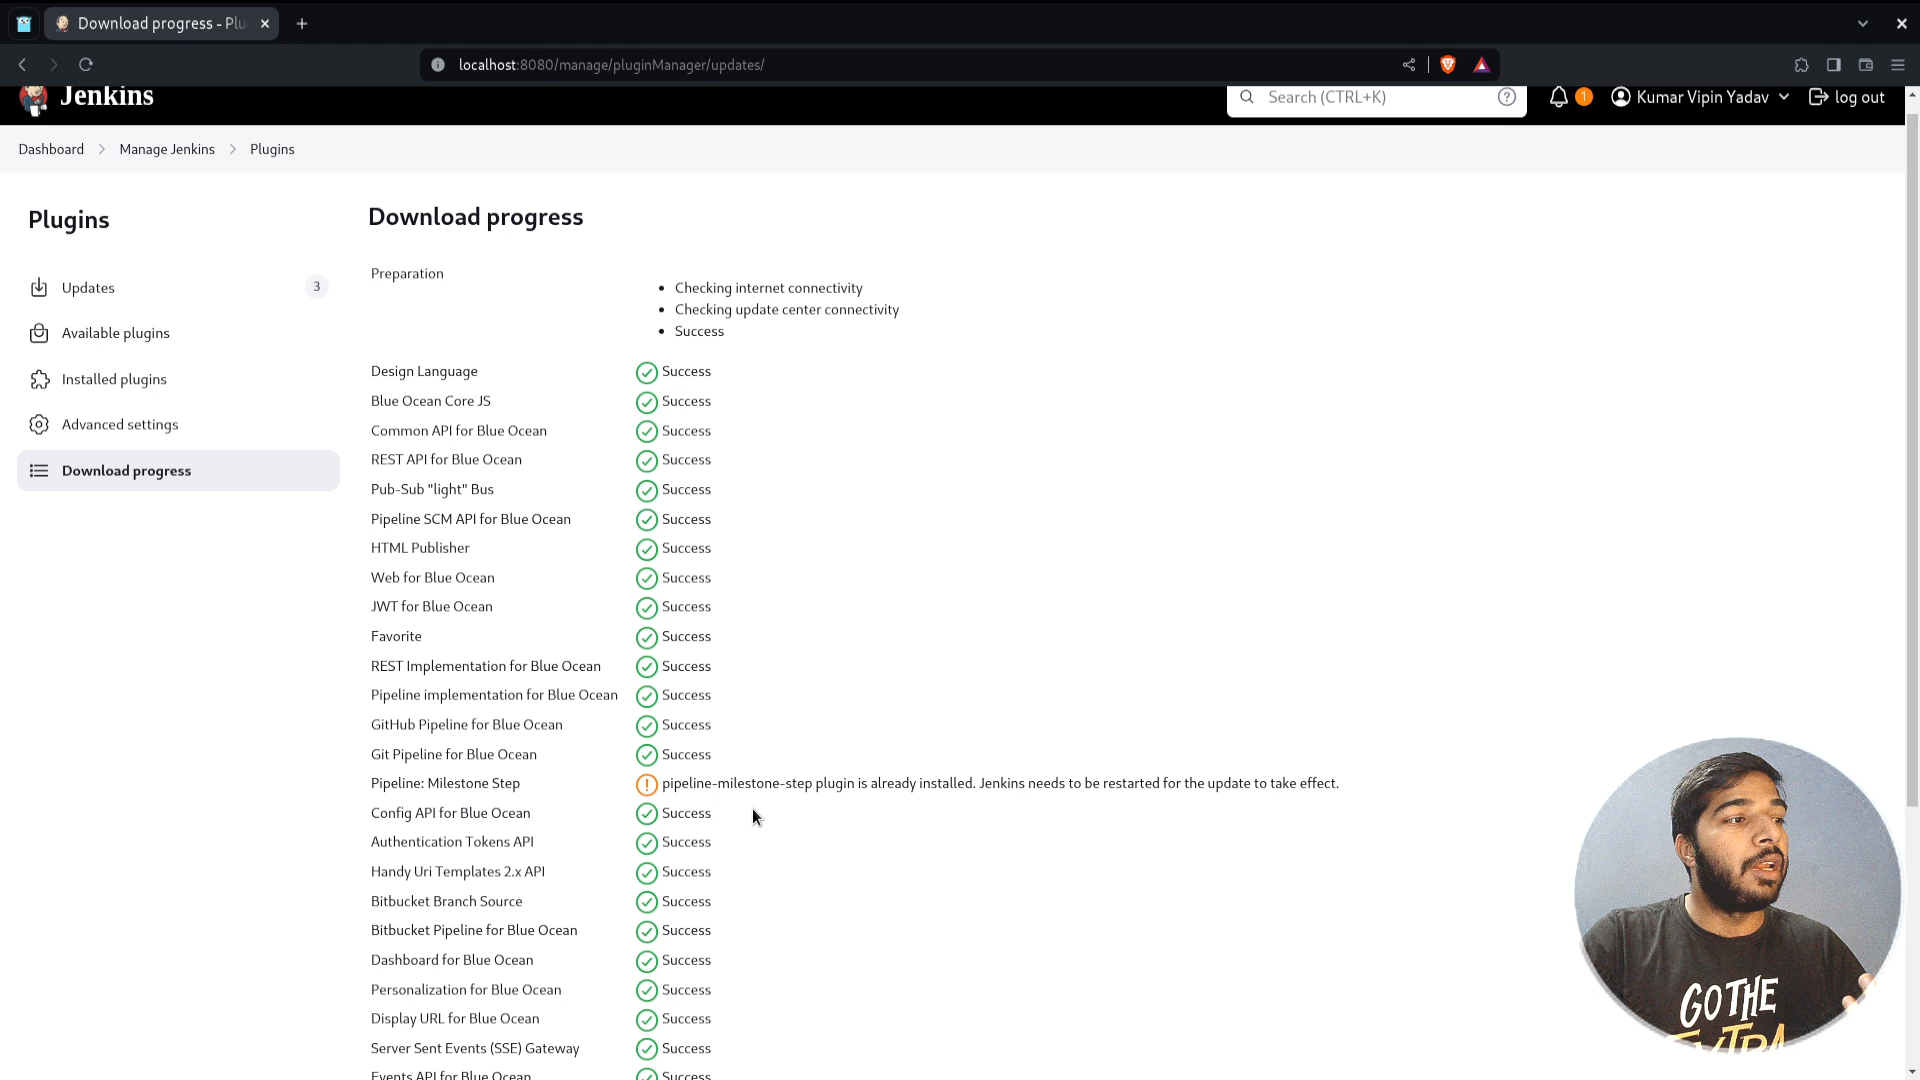 Download progress - Plu
localhost:8080/manage/pluginManager/updates/
Jenkins
Search (CTRL+K)
1
Kumar Vipin Yadav
log out
Dashboard
Manage Jenkins
Plugins
Plugins
Updates
3
Available plugins
Installed plugins
Advanced settings
Download progress
Download progress
Preparation
Checking internet connectivity
Checking update center connectivity
Success
Design Language Success
Blue Ocean Core JS Success
Common API for Blue Ocean Success
REST API for Blue Ocean Success
Pub-Sub "light" Bus Success
Pipeline SCM API for Blue Ocean Success
HTML Publisher Success
Web for Blue Ocean Success
JWT for Blue Ocean Success
Favorite Success
REST Implementation for Blue Ocean Success
Pipeline implementation for Blue Ocean Success
GitHub Pipeline for Blue Ocean Success
Git Pipeline for Blue Ocean Success
Pipeline: Milestone Step pipeline-milestone-step plugin is already installed. Jenkins needs to be restarted for the update to take effect.
Config API for Blue Ocean Success
Authentication Tokens API Success
Handy Uri Templates 2.x API Success
Bitbucket Branch Source Success
Bitbucket Pipeline for Blue Ocean Success
Dashboard for Blue Ocean Success
Personalization for Blue Ocean Success
Display URL for Blue Ocean Success
Server Sent Events (SSE) Gateway Success
Events API for Blue Ocean Success
GO THE
EXTRA